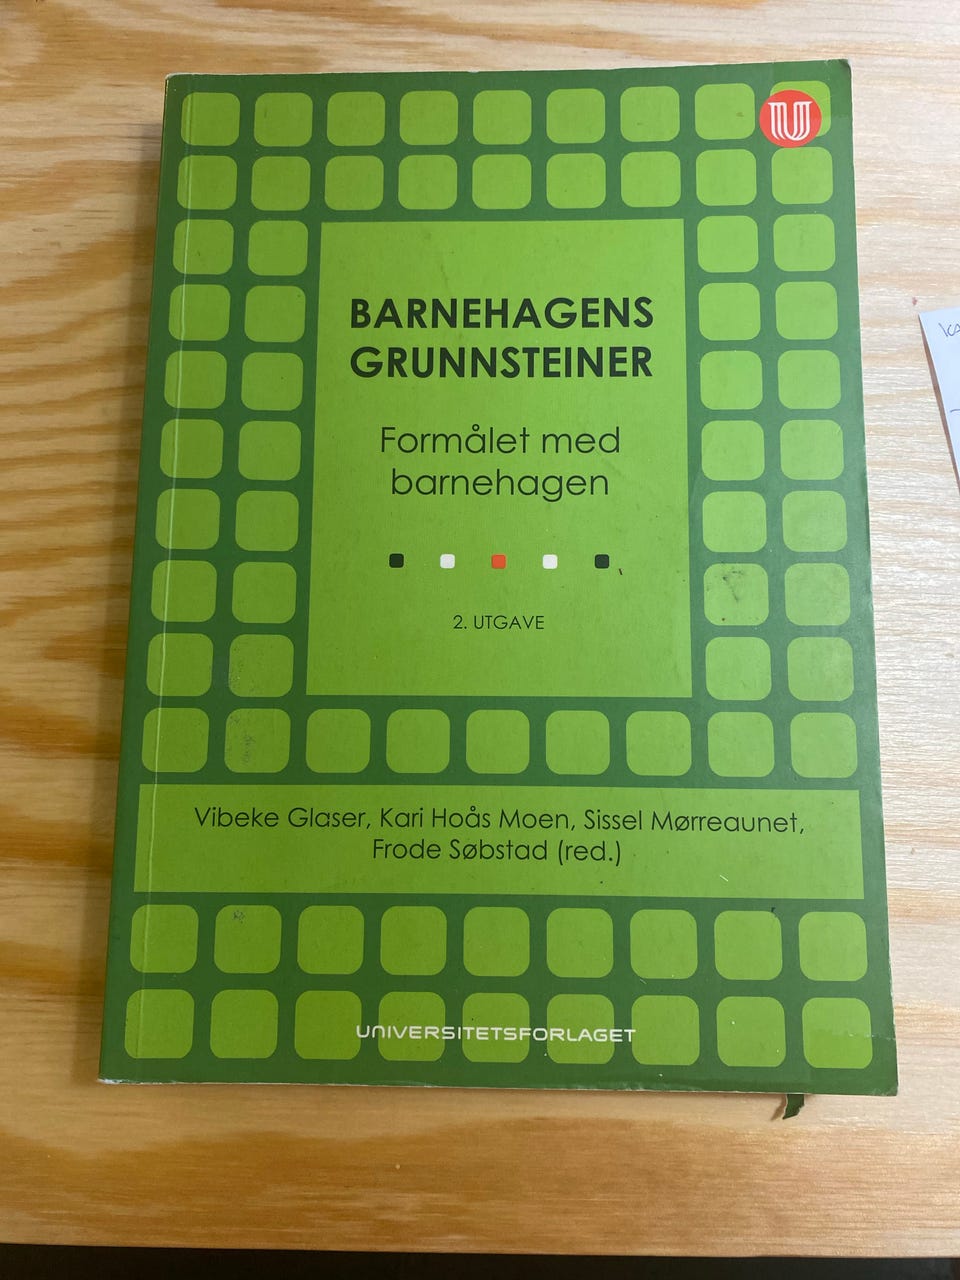 BARNEHAGENS
GRUNNSTEINER
Formålet med
barnehagen
2. UTGAVE
Vibeke Glaser, Kari Hoås Moen, Sissel Mørreaunet,
Frode Søbstad (red.)
UNIVERSITETSFORLAGET